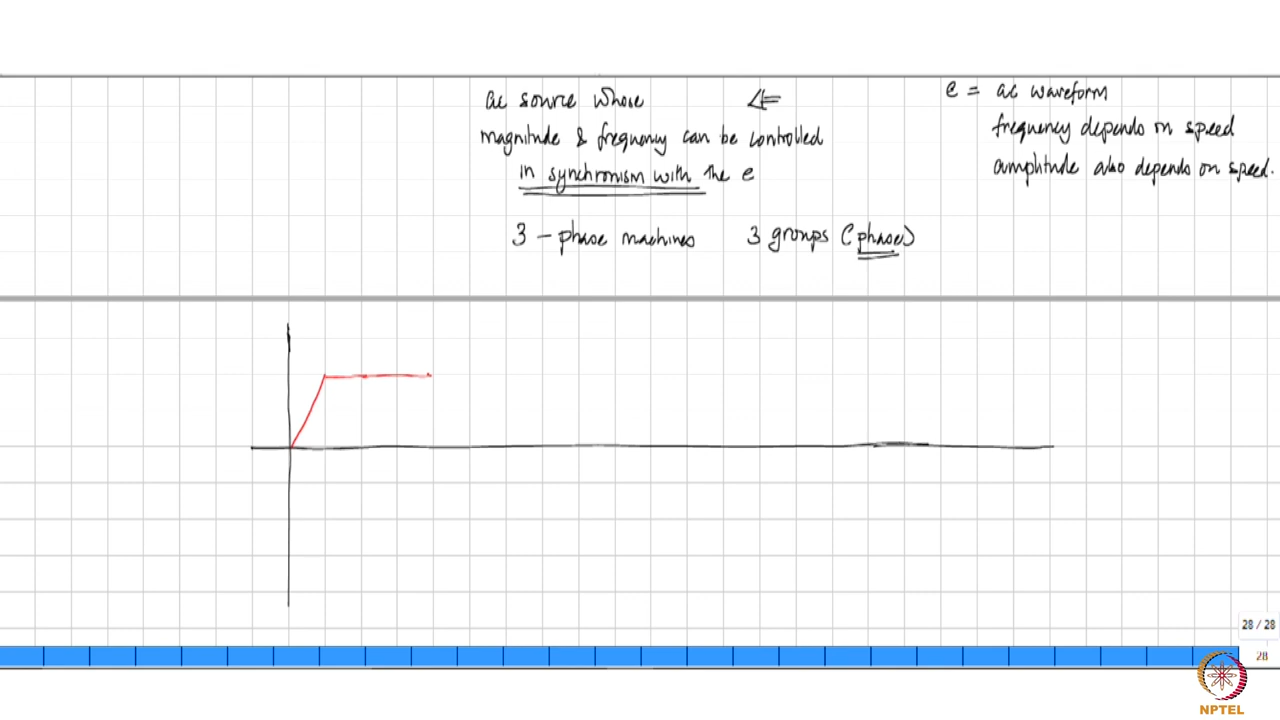 ac source whose <=
magnitude & frequency can be controlled
in synchronism with the e
3 - phase machines 3 groups (phase)
e = ac waveform
frequency depends on speed
amplitude also depends on speed.
28 / 28
28
NPTEL